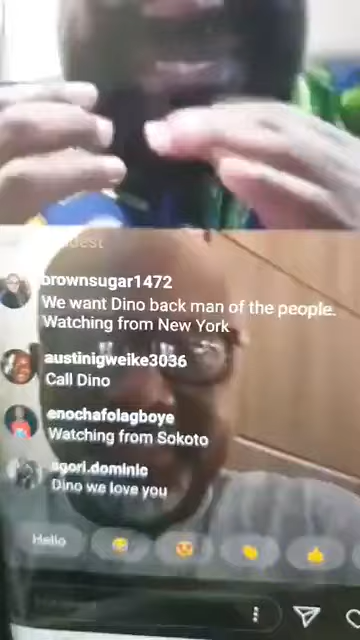 brownsugar1472
We want Dino back man of the people.
Watching from New York
austinigweike3036
Call Dino
enochafolagboye
Watching from Sokoto
agori.dominic
Dino we love you
Hello